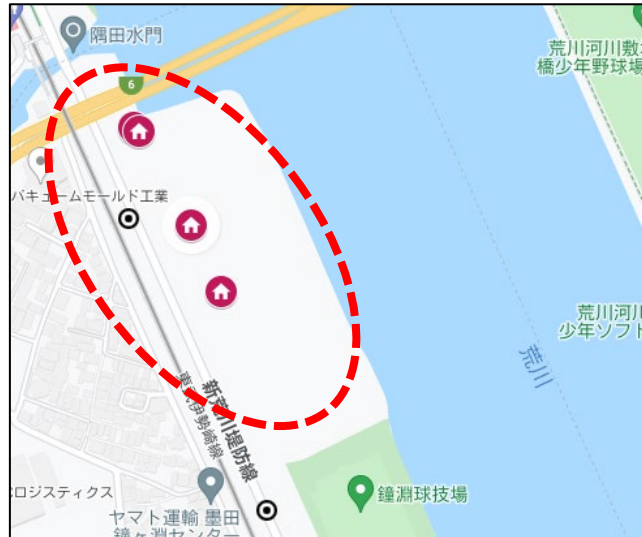 隅田水門
6
荒川河川敷
橋少年野球場
バキュームモールド工業
荒川河川
少年ソフト
荒川
新荒川堤防線
東武伊勢崎線
ロジスティクス
鐘淵球技場
ヤマト運輸 墨田
鐘ヶ淵センター